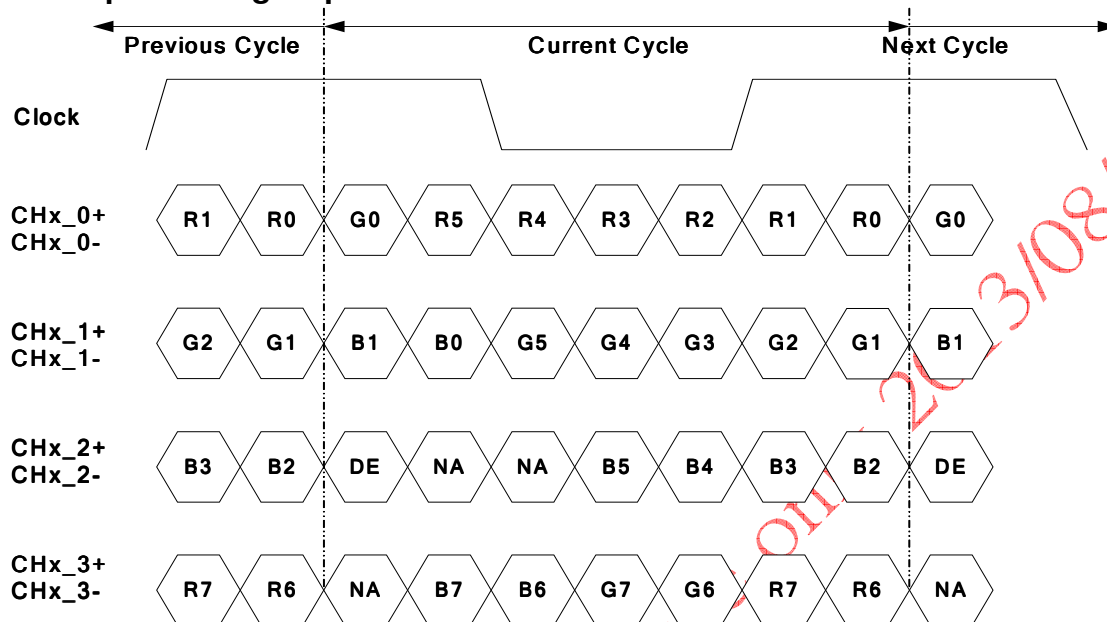 Previous Cycle Current Cycle Next Cycle
Clock
CHx_0+
CHx_0-
R1 R0 G0 R5 R4 R3 R2 R1 R0 G0
CHx_1+
CHx_1-
G2 G1 B1 B0 G5 G4 G3 G2 G1 B1
CHx_2+
CHx_2-
B3 B2 DE NA NA B5 B4 B3 B2 DE
CHx_3+
CHx_3-
R7 R6 NA B7 B6 G7 G6 R7 R6 NA